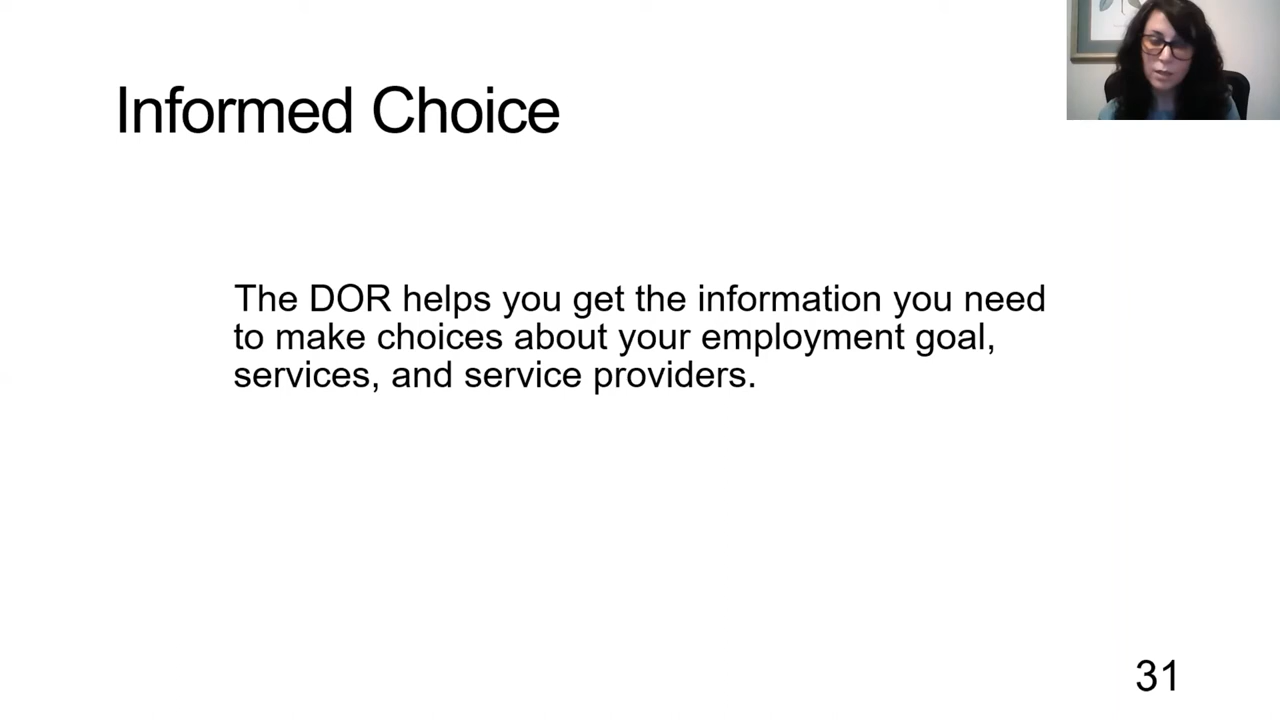 Informed Choice
The DOR helps you get the information you need
to make choices about your employment goal,
services, and service providers.
31